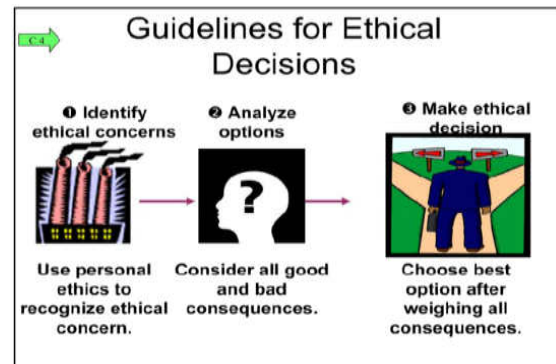 C.4
Guidelines for Ethical
Decisions
❶ Identify
ethical concerns
❷ Analyze
options
❸ Make ethical
decision
?
Use personal
ethics to
recognize ethical
concern.
Consider all good
and bad
consequences.
Choose best
option after
weighing all
consequences.